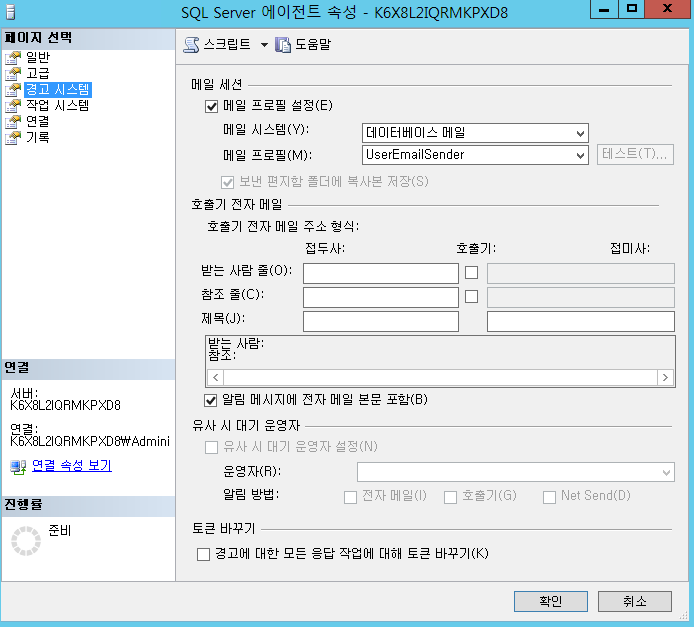 SQL Server 에이전트 속성 - K6X8L2IQRMKPXD8
페이지 선택
일반
고급
경고 시스템
작업 시스템
연결
기록
연결
서버:
K6X8L2IQRMKPXD8
연결:
K6X8L2IQRMKPXD8₩Admini
연결 속성 보기
진행률
준비
스크립트 도움말
메일 세션
메일 프로필 설정(E)
메일 시스템(Y): 데이터베이스 메일
메일 프로필(M): UserEmailSender 테스트(T)...
보낸 편지함 폴더에 복사본 저장(S)
호출기 전자 메일
호출기 전자 메일 주소 형식:
접두사: 호출기: 접미사:
받는 사람 줄(O):
참조 줄(C):
제목(J):
받는 사람:
참조:
알림 메시지에 전자 메일 본문 포함(B)
유사 시 대기 운영자
유사 시 대기 운영자 설정(N)
운영자(R):
알림 방법: 전자 메일(I) 호출기(G) Net Send(D)
토큰 바꾸기
경고에 대한 모든 응답 작업에 대해 토큰 바꾸기(K)
확인 취소